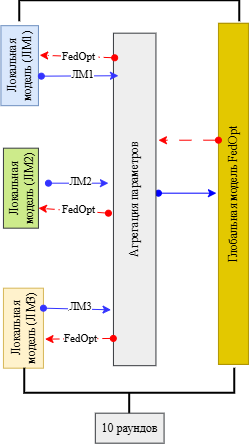 Локальная
модель (ЛМ1)
FedOpt
ЛМ1
Локальная
модель (ЛМ2)
ЛМ2
FedOpt
Локальная
модель (ЛМ3)
ЛМ3
FedOpt
Агрегация параметров
Глобальная модель FedOpt
10 раундов